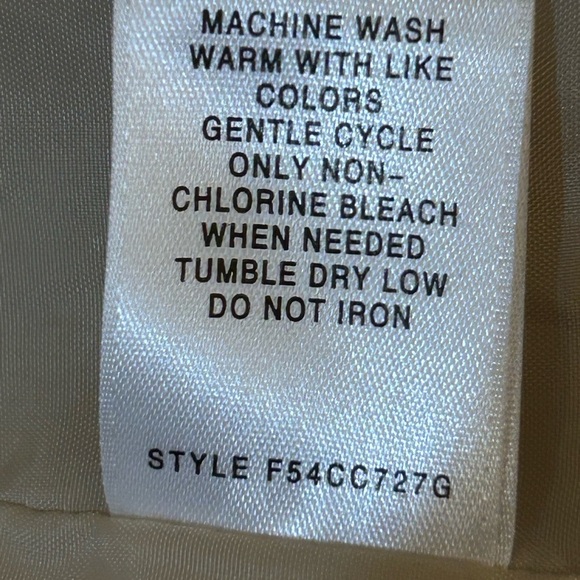 MACHINE WASH
WARM WITH LIKE
COLORS
GENTLE CYCLE
ONLY NON-
CHLORINE BLEACH
WHEN NEEDED
TUMBLE DRY LOW
DO NOT IRON
STYLE F54CC727G